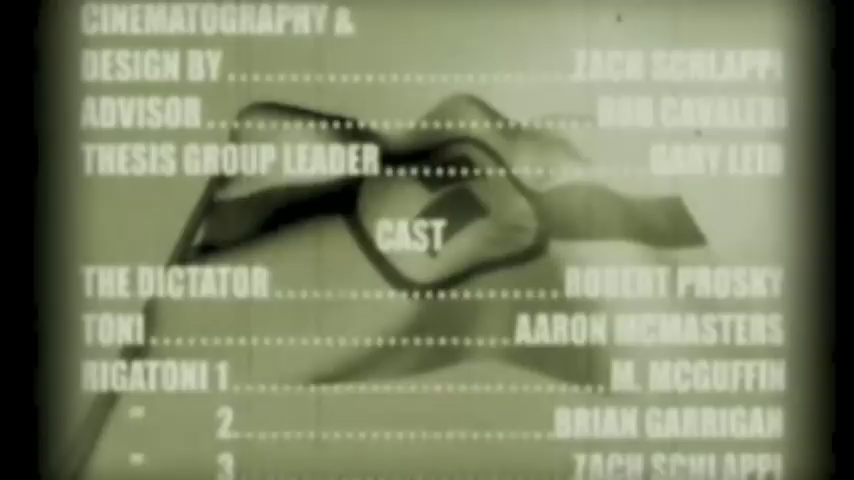 CINEMATOGRAPHY &
DESIGN BY..............................ZACH SCHLAPPI
ADVISOR..................................ROB CAVALERI
THESIS GROUP LEADER......................GARY LEIB
CAST
THE DICTATOR........................ROBERT PROSKY
TONI................................AARON MCMASTERS
RIGATONI 1..............................M. MCGUFFIN
" 2..............................BRIAN GARRIGAN
" 3..............................ZACH SCHLAPPI